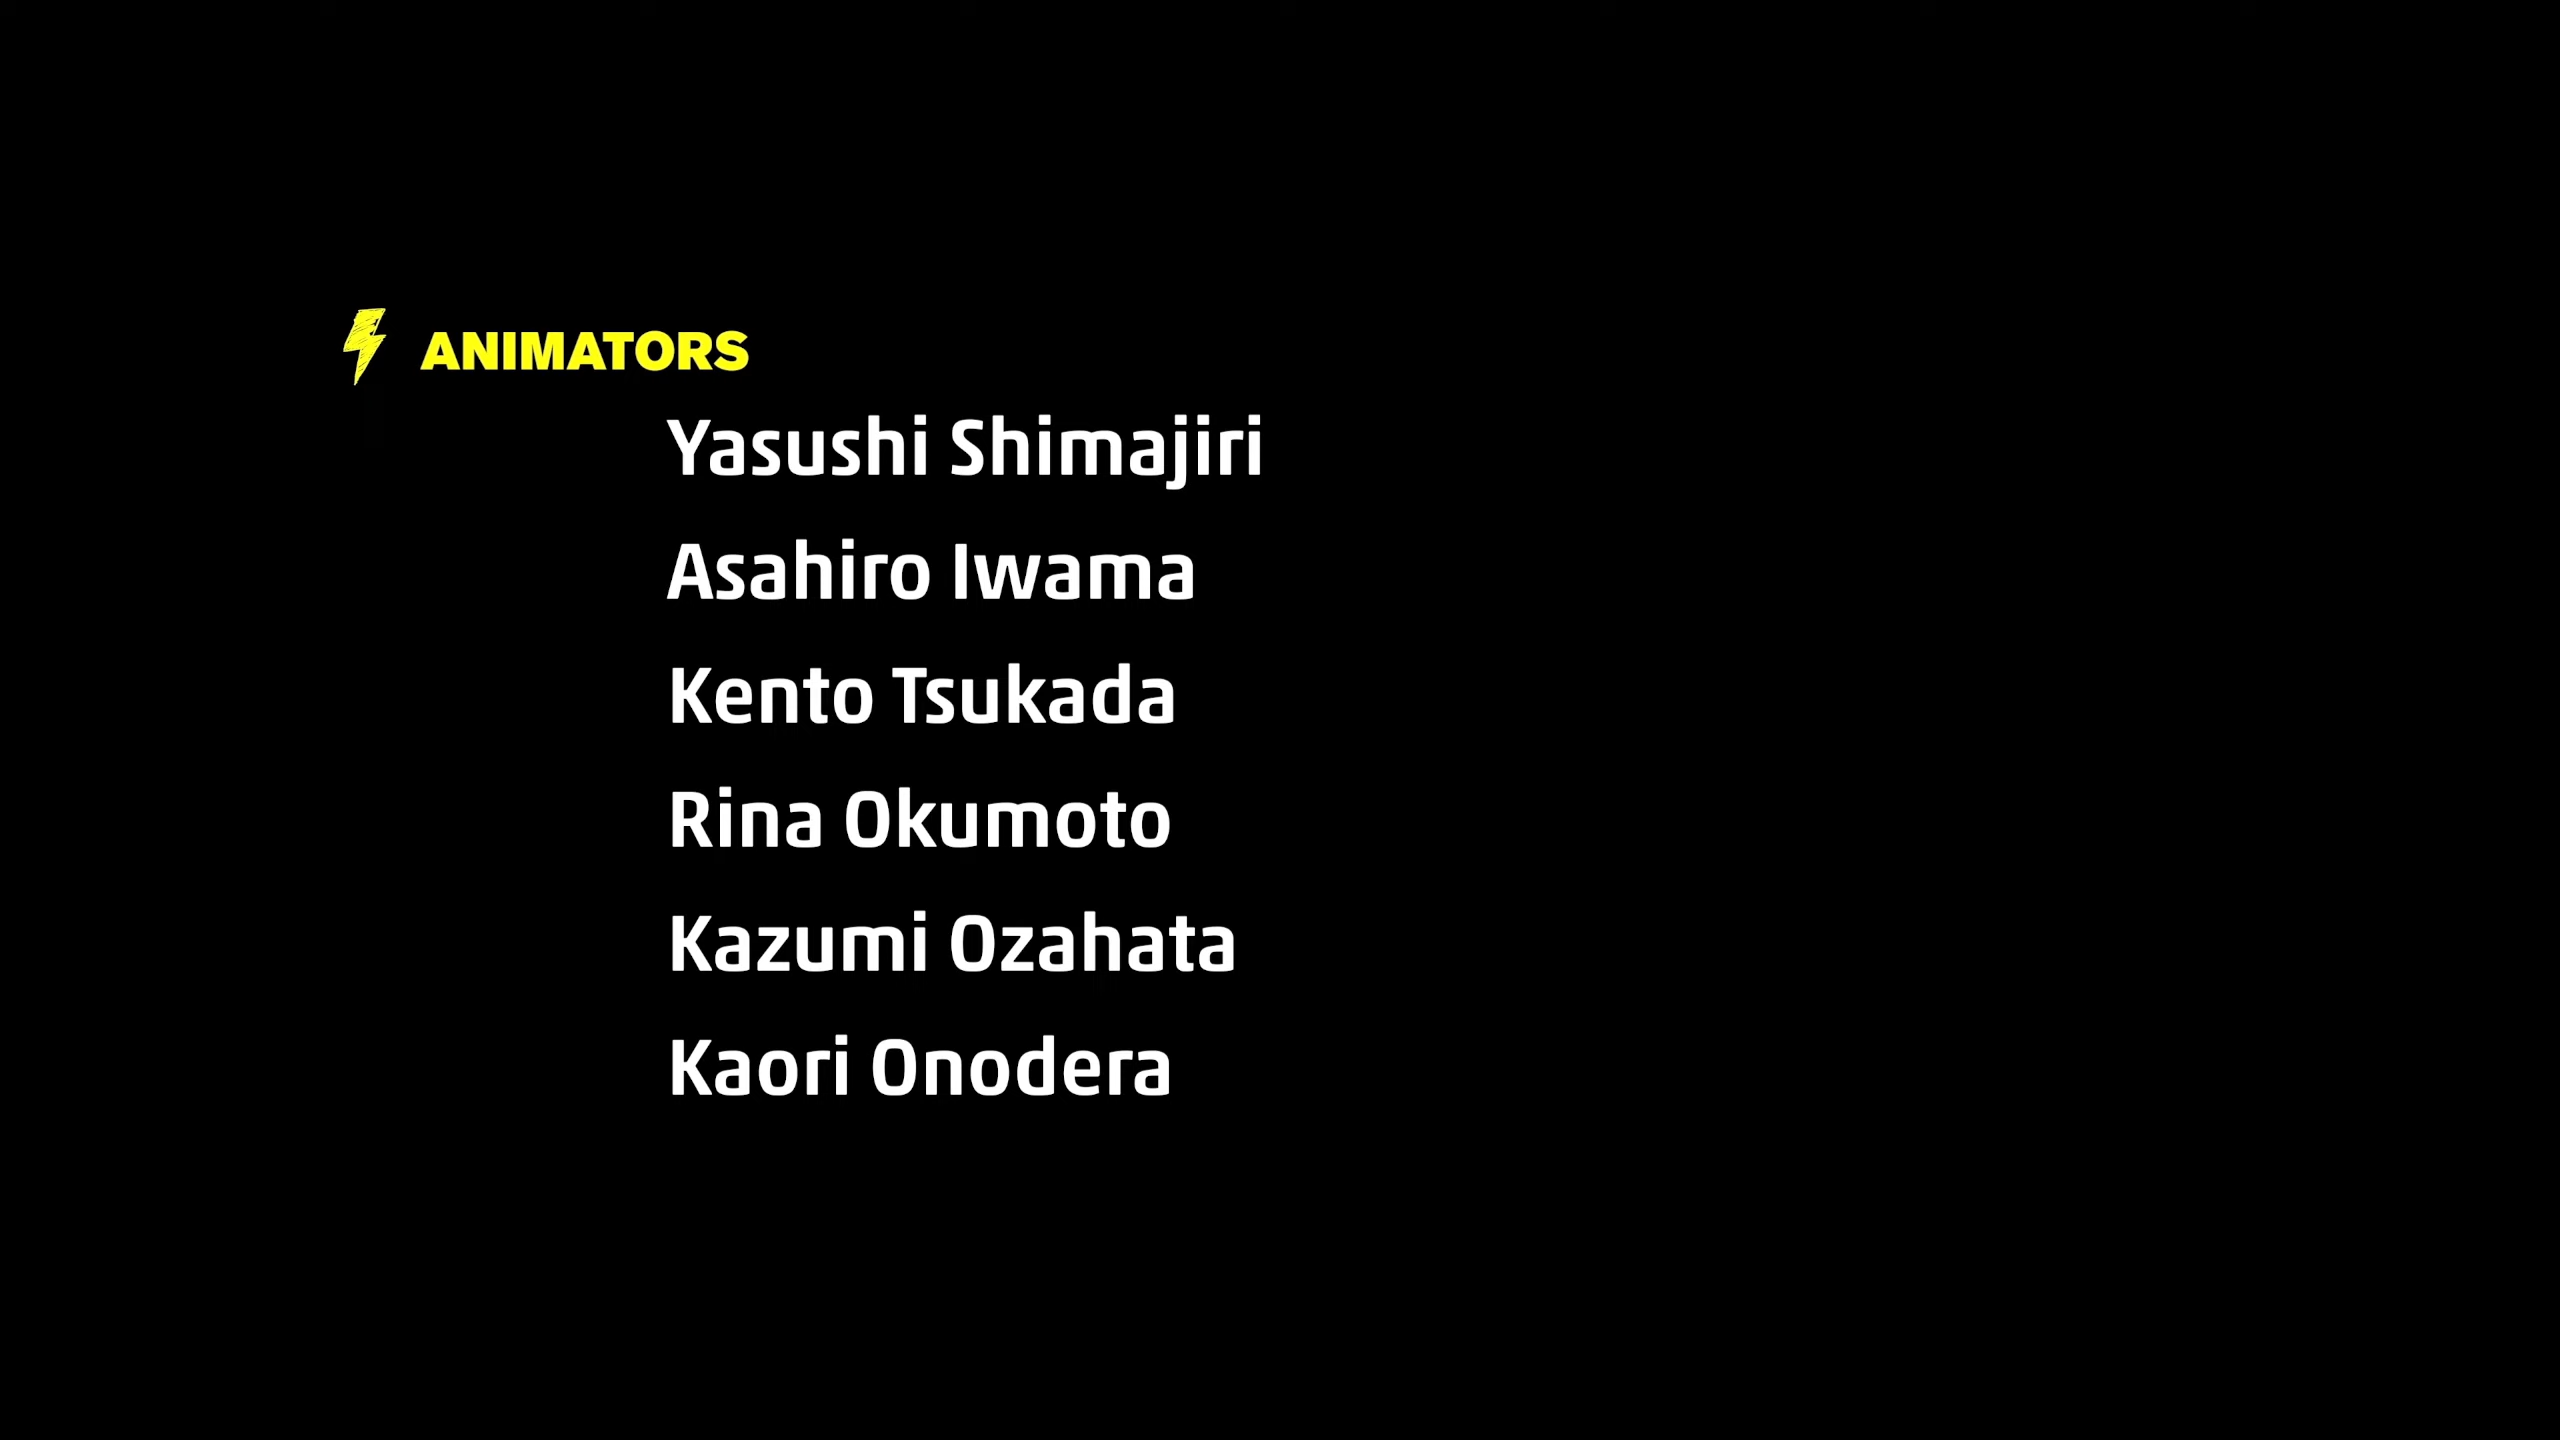 ANIMATORS
Yasushi Shimajiri
Asahiro Iwama
Kento Tsukada
Rina Okumoto
Kazumi Ozahata
Kaori Onodera